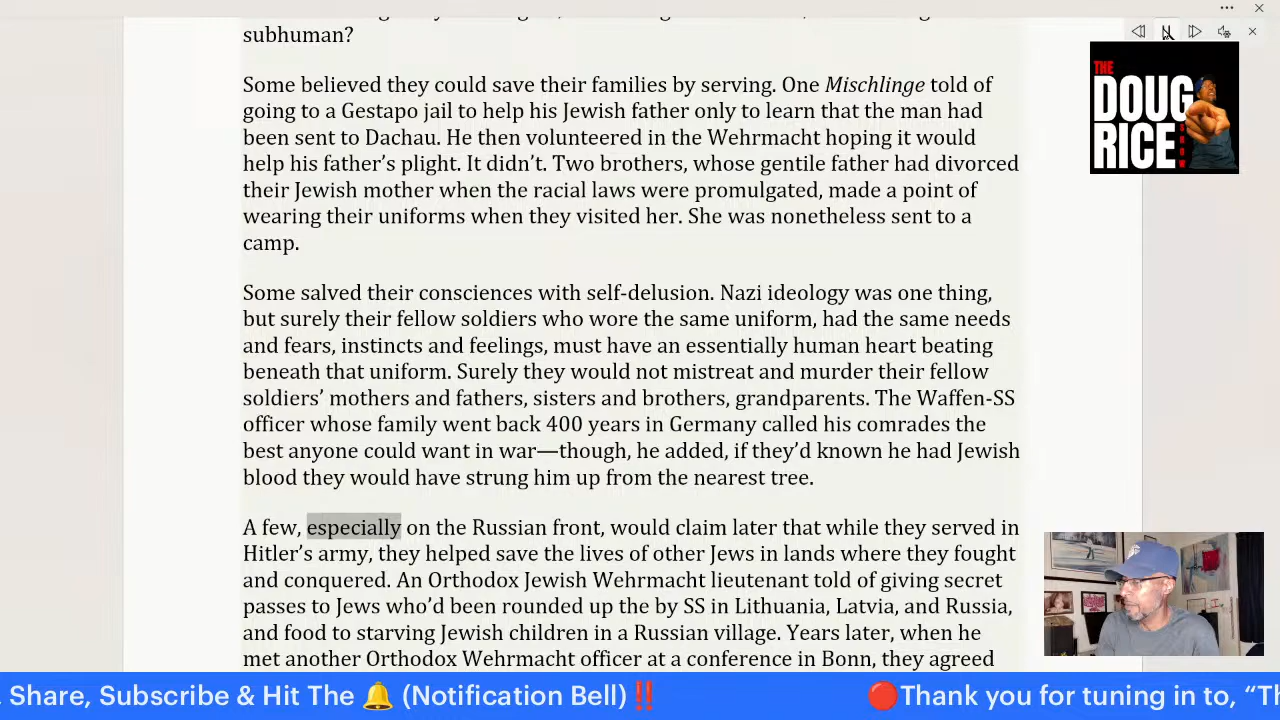 subhuman?
Some believed they could save their families by serving. One Mischlinge told of
going to a Gestapo jail to help his Jewish father only to learn that the man had
been sent to Dachau. He then volunteered in the Wehrmacht hoping it would
help his father’s plight. It didn’t. Two brothers, whose gentile father had divorced
their Jewish mother when the racial laws were promulgated, made a point of
wearing their uniforms when they visited her. She was nonetheless sent to a
camp.
Some salved their consciences with self-delusion. Nazi ideology was one thing,
but surely their fellow soldiers who wore the same uniform, had the same needs
and fears, instincts and feelings, must have an essentially human heart beating
beneath that uniform. Surely they would not mistreat and murder their fellow
soldiers’ mothers and fathers, sisters and brothers, grandparents. The Waffen-SS
officer whose family went back 400 years in Germany called his comrades the
best anyone could want in war—though, he added, if they’d known he had Jewish
blood they would have strung him up from the nearest tree.
A few, especially on the Russian front, would claim later that while they served in
Hitler’s army, they helped save the lives of other Jews in lands where they fought
and conquered. An Orthodox Jewish Wehrmacht lieutenant told of giving secret
passes to Jews who’d been rounded up the by SS in Lithuania, Latvia, and Russia,
and food to starving Jewish children in a Russian village. Years later, when he
met another Orthodox Wehrmacht officer at a conference in Bonn, they agreed
THE
DOUG
RICE
SHOW
, Share, Subscribe & Hit The 🔔 (Notification Bell)‼️
🔴Thank you for tuning in to, “Th